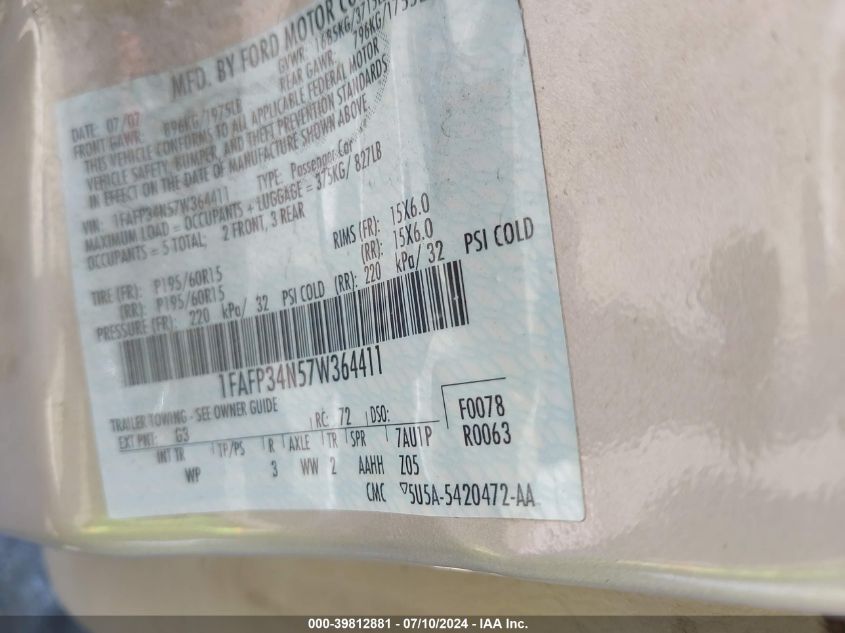 MFD. BY FORD MOTOR CO
DATE: 07/07 GVWR: 1685KG/3715LB
FRONT GAWR: 896KG/1975LB REAR GAWR: 796KG/1755LB
THIS VEHICLE CONFORMS TO ALL APPLICABLE FEDERAL MOTOR
VEHICLE SAFETY, BUMPER, AND THEFT PREVENTION STANDARDS
IN EFFECT ON THE DATE OF MANUFACTURE SHOWN ABOVE.
VIN: 1FAFP34N57W364411 TYPE: Passenger Car
MAXIMUM LOAD = OCCUPANTS + LUGGAGE = 375KG/ 827LB
OCCUPANTS = 5 TOTAL; 2 FRONT, 3 REAR
TIRE (FR): P195/60R15 RIMS (FR): 15X6.0
(RR): P195/60R15 (RR): 15X6.0
PRESSURE (FR): 220 kPa/ 32 PSI COLD (RR): 220 kPa/ 32 PSI COLD
1FAFP34N57W364411
TRAILER TOWING - SEE OWNER GUIDE
EXT PNT: G3 RC: 72 DSO: F0078
INT TR TP/PS R AXLE TR SPR 7AU1P R0063
WP 3 WW 2 AAHH Z05
CMC ▽5U5A-5420472-AA
000-39812881 - 07/10/2024 - IAA Inc.